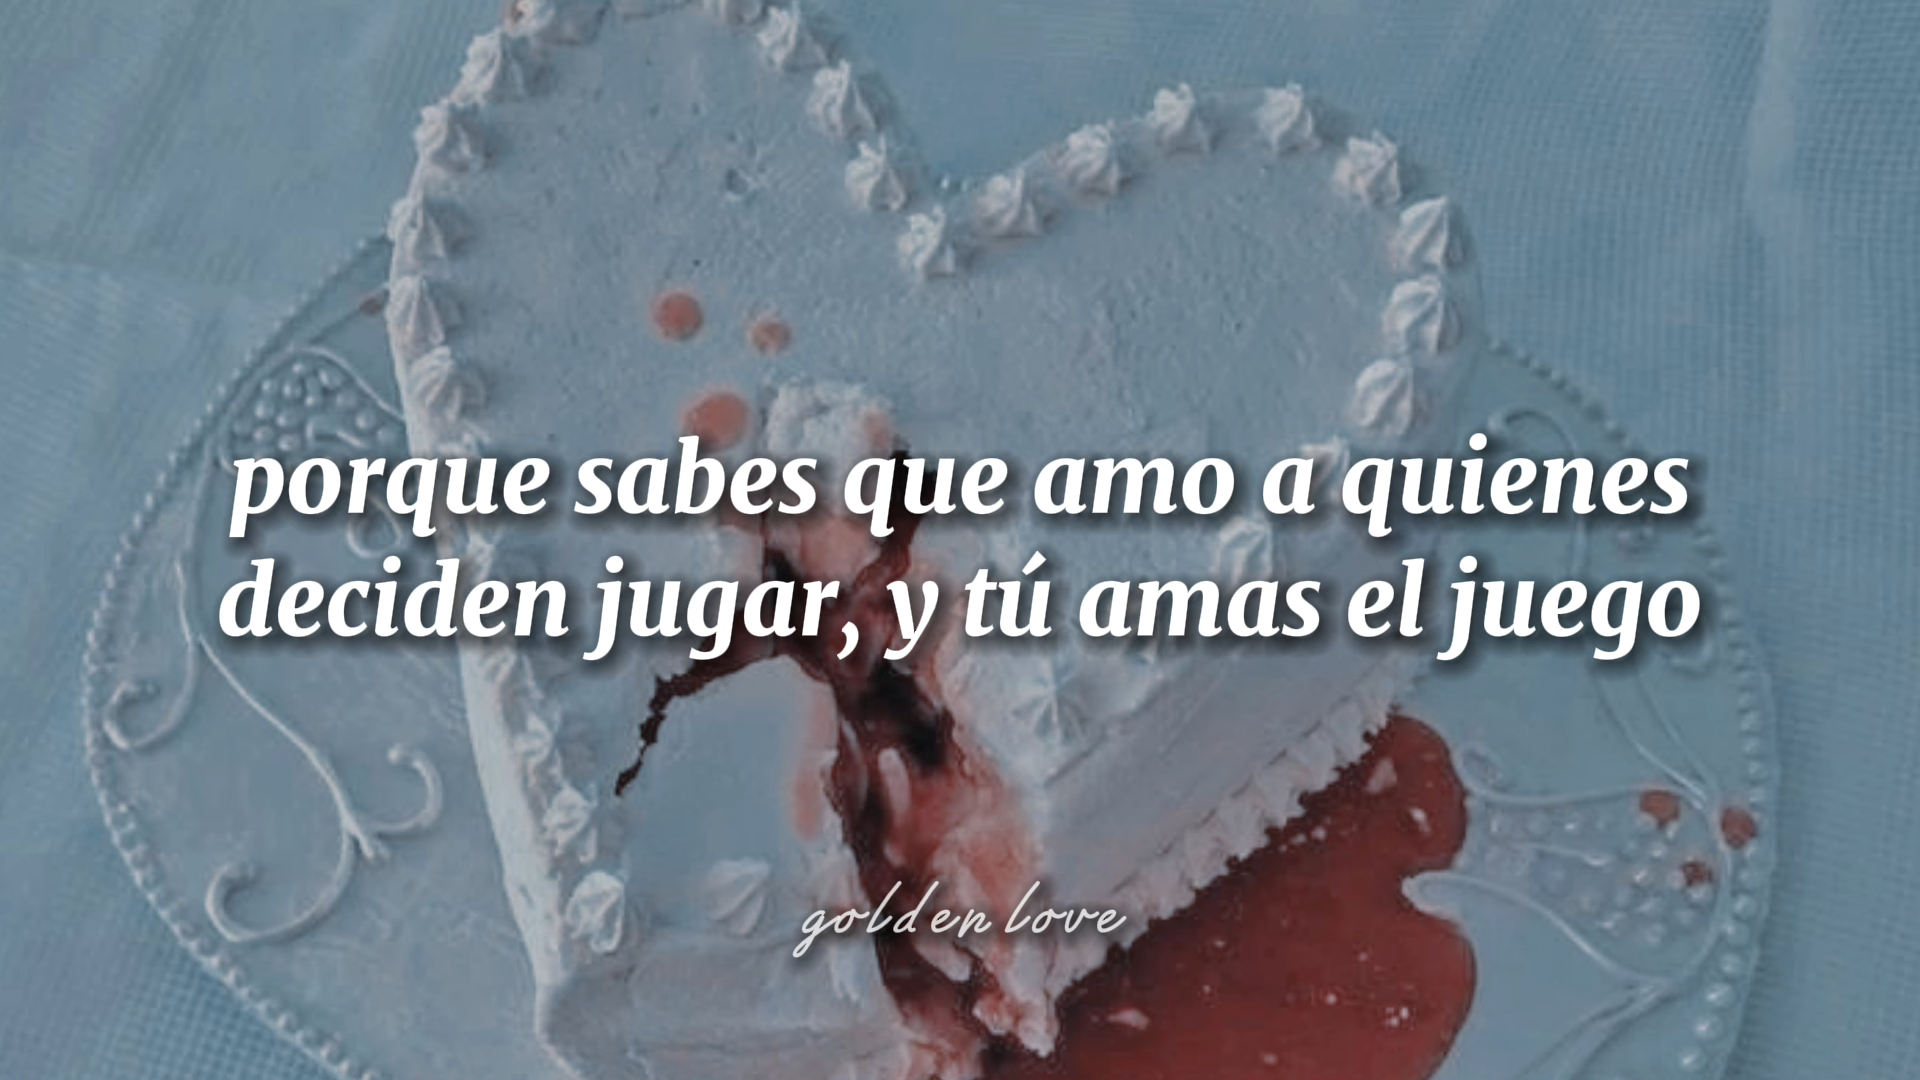 porque sabes que amo a quienes
deciden jugar, y tú amas el juego
golden love